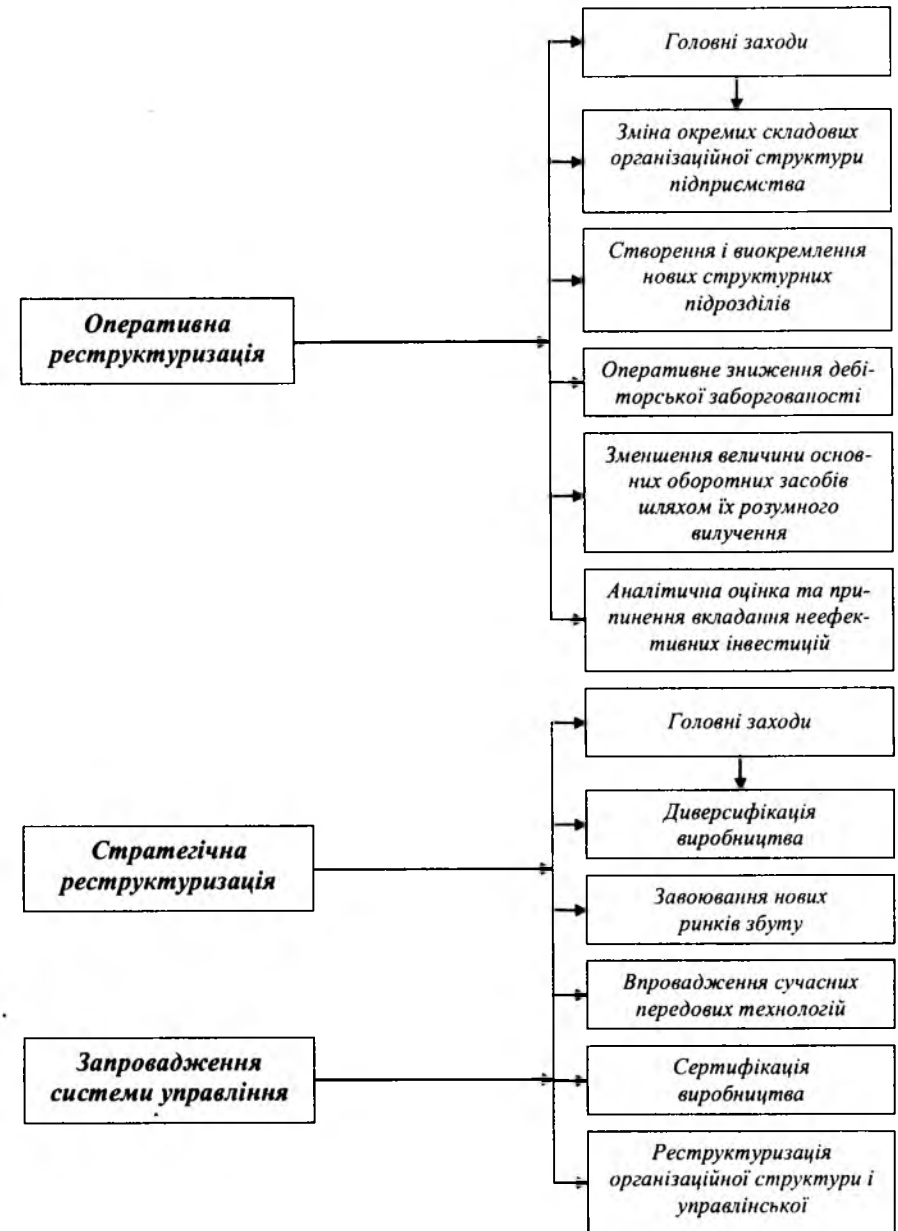 Головні заходи
Зміна окремих складових
організаційної структури
підприємства
Створення і виокремлення
нових структурних
підрозділів
Оперативна
реструктуризація
Оперативне зниження дебі-
торської заборгованості
Зменшення величини основ-
них оборотних засобів
шляхом їх розумного
вилучення
Аналітична оцінка та при-
пинення вкладання неефек-
тивних інвестицій
Головні заходи
Диверсифікація
виробництва
Стратегічна
реструктуризація
Завоювання нових
ринків збуту
Впровадження сучасних
передових технологій
Запровадження
системи управління
Сертифікація
виробництва
Реструктуризація
організаційної структури і
управлінської